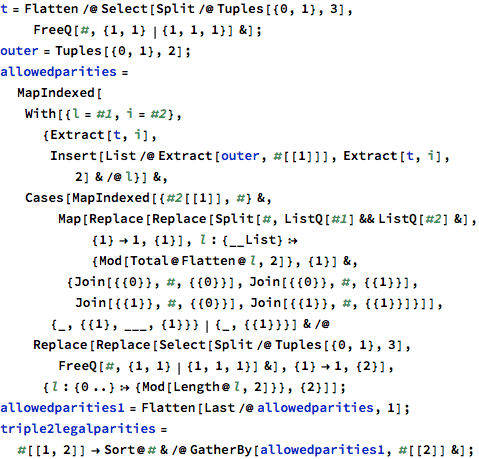 t = Flatten /@ Select[Split /@ Tuples[{0, 1}, 3],
FreeQ[#, {1, 1} | {1, 1, 1}] &];
outer = Tuples[{0, 1}, 2];
allowedparities =
MapIndexed[
With[{l = #1, i = #2},
{Extract[t, i],
Insert[List /@ Extract[outer, #[[1]]], Extract[t, i],
2] & /@ l}] &,
Cases[MapIndexed[{#2[[1]], #} &,
Map[Replace[Replace[Split[#, ListQ[#1] && ListQ[#2] &],
{1} → 1, {1}], l : {__List} :→
{Mod[Total@Flatten@l, 2]}, {1}] &,
{Join[{{0}}, #, {{0}}], Join[{{0}}, #, {{1}}],
Join[{{1}}, #, {{0}}], Join[{{1}}, #, {{1}}]}]],
{_, {{1}, ___, {1}}} | {_, {{1}}}] & /@
Replace[Replace[Select[Split /@ Tuples[{0, 1}, 3],
FreeQ[#, {1, 1} | {1, 1, 1}] &], {1} → 1, {2}],
{l : {0 ..} :→ {Mod[Length@l, 2]}}, {2}]];
allowedparities1 = Flatten[Last /@ allowedparities, 1];
triple2legalparities =
#[[1, 2]] → Sort@# & /@ GatherBy[allowedparities1, #[[2]] &];